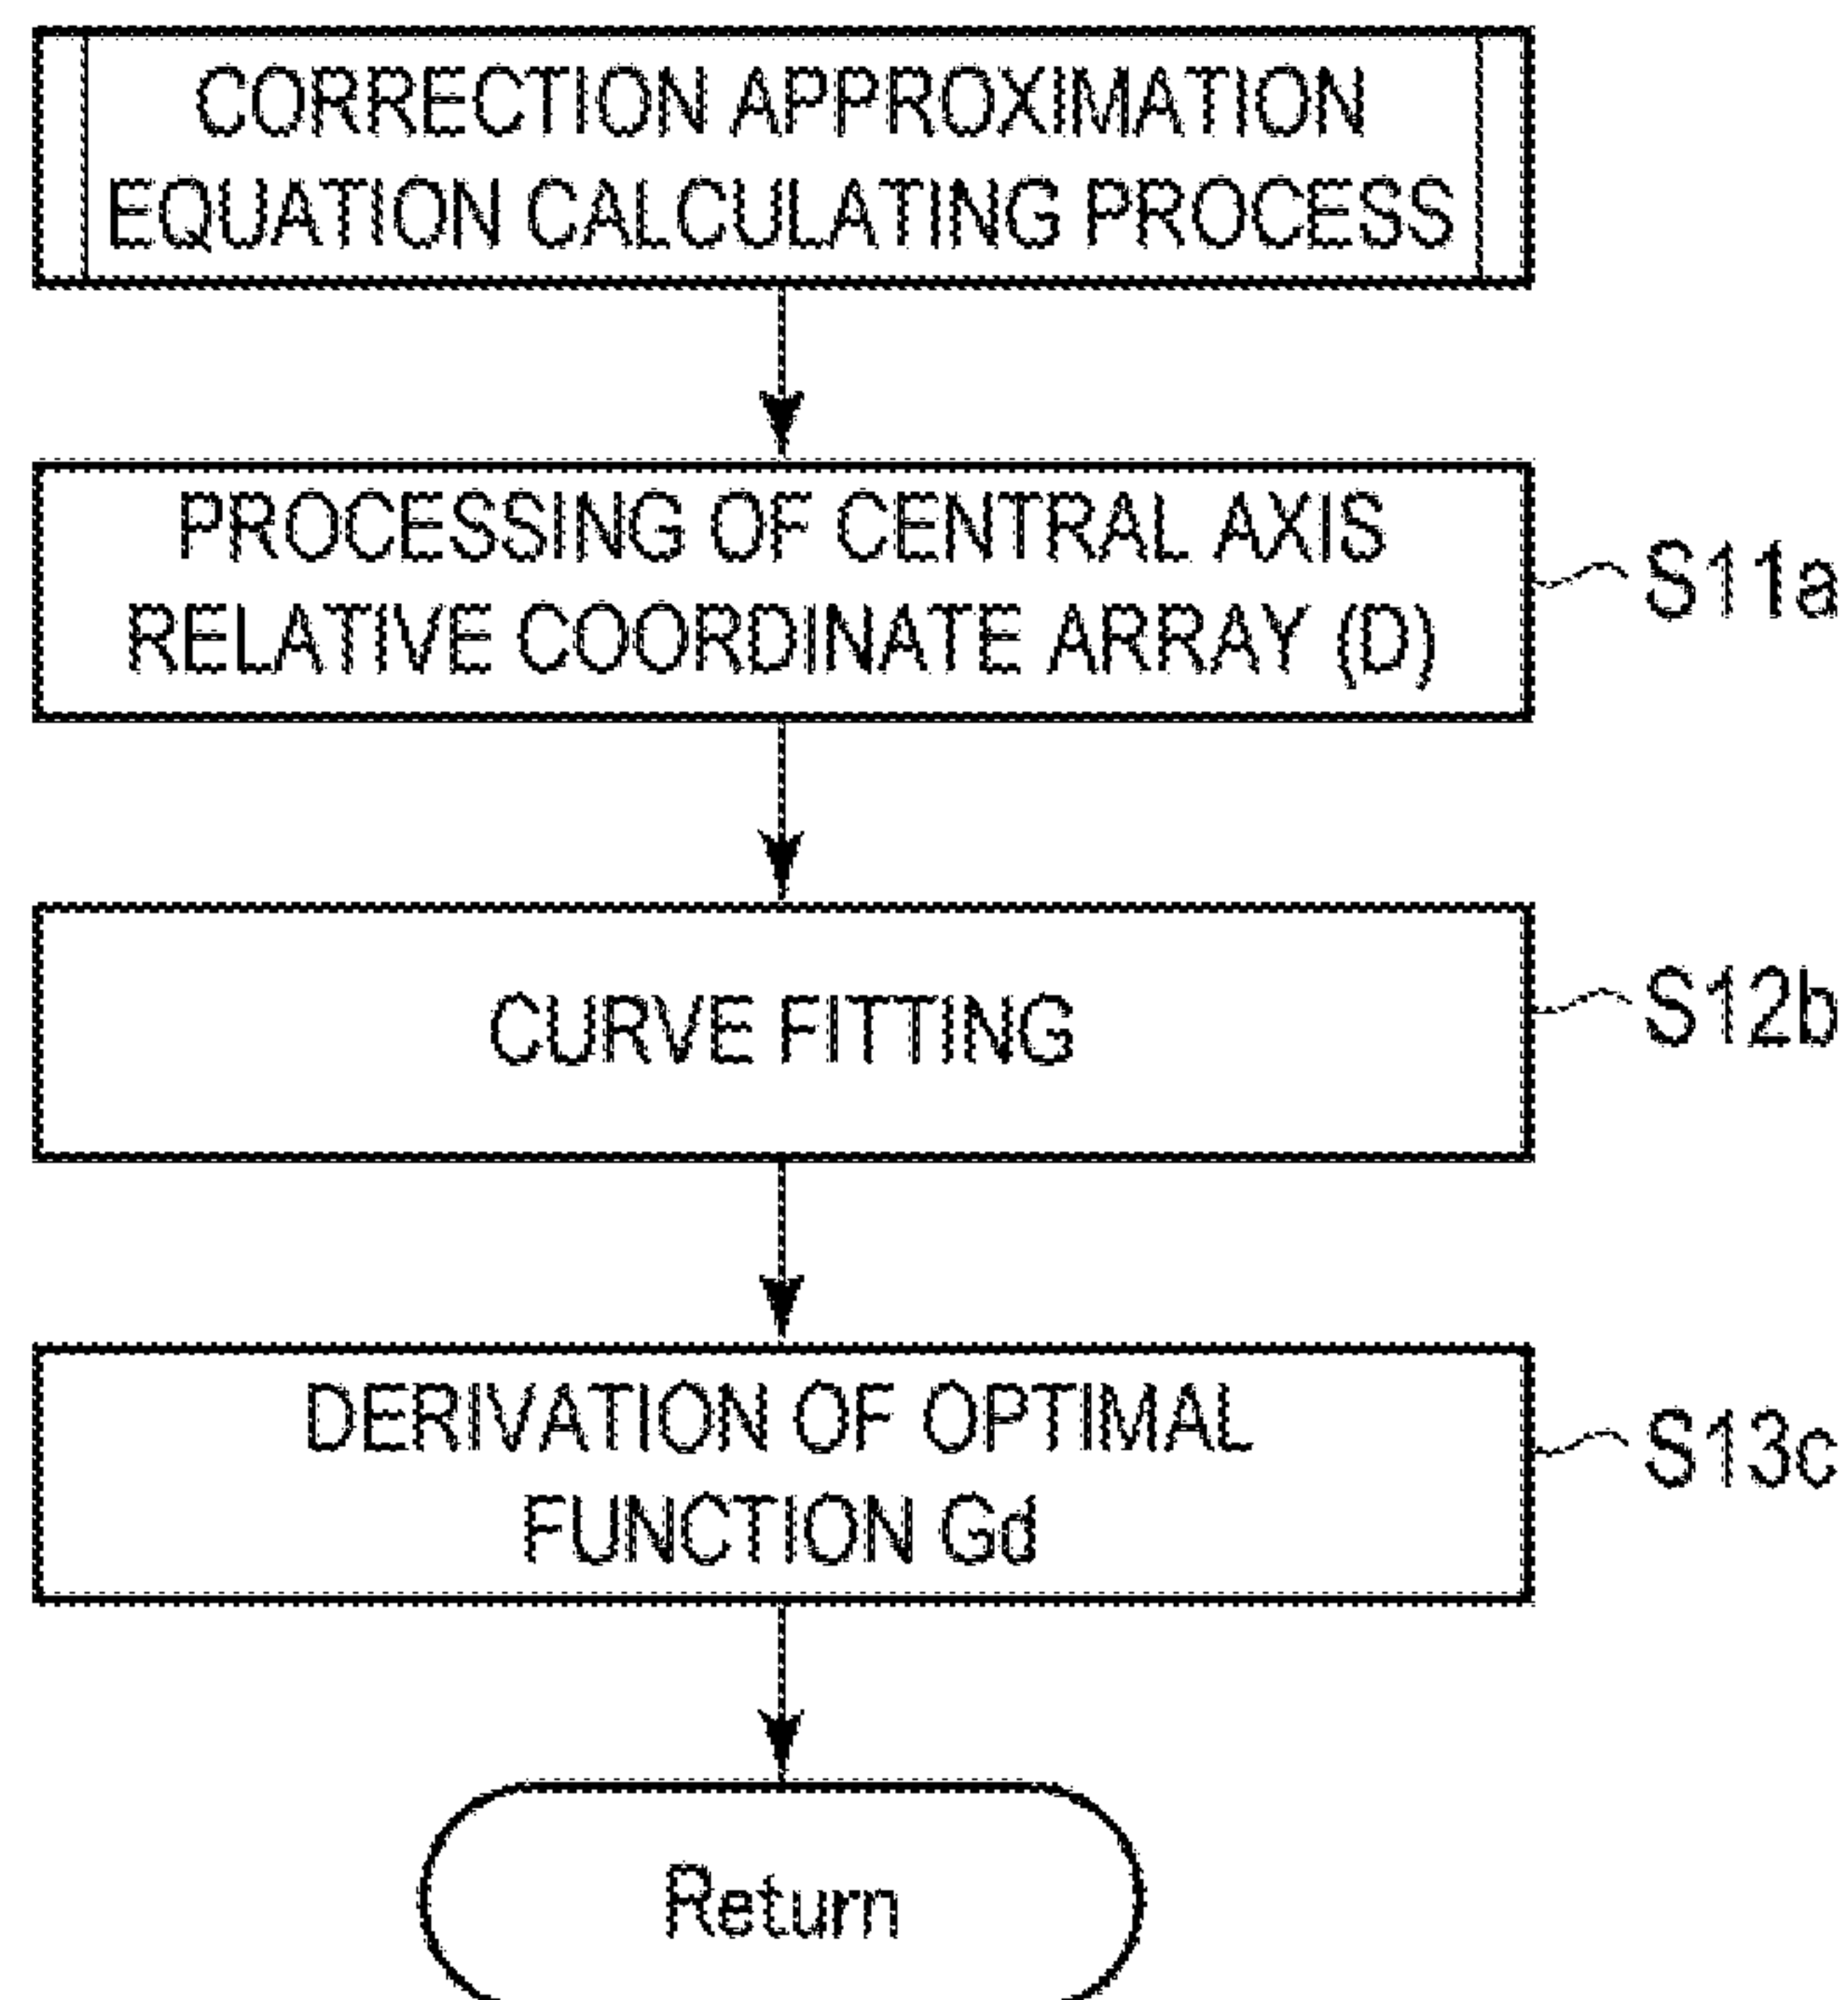 CORRECTION APPROXIMATION
EQUATION CALCULATING PROCESS
PROCESSING OF CENTRAL AXIS
RELATIVE COORDINATE ARRAY (D)
S11a
CURVE FITTING
S12b
DERIVATION OF OPTIMAL
FUNCTION Gd
S13c
Return